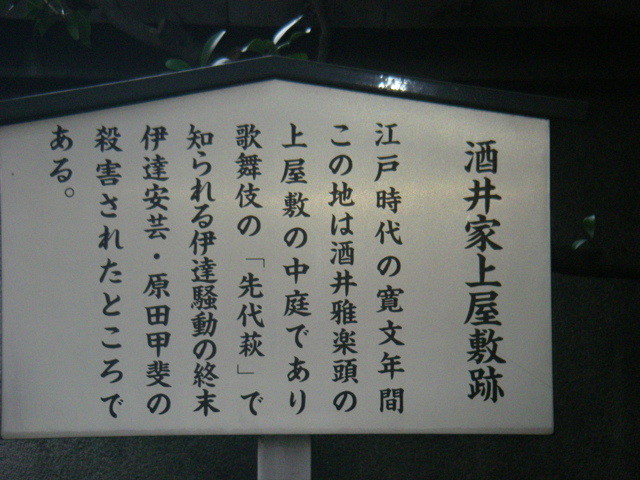 酒井家上屋敷跡
江戸時代の寛文年間
この地は酒井雅楽頭の
上屋敷の中庭であり
歌舞伎の「先代萩」で
知られる伊達騒動の終末
伊達安芸・原田甲斐の
殺害されたところで
ある。